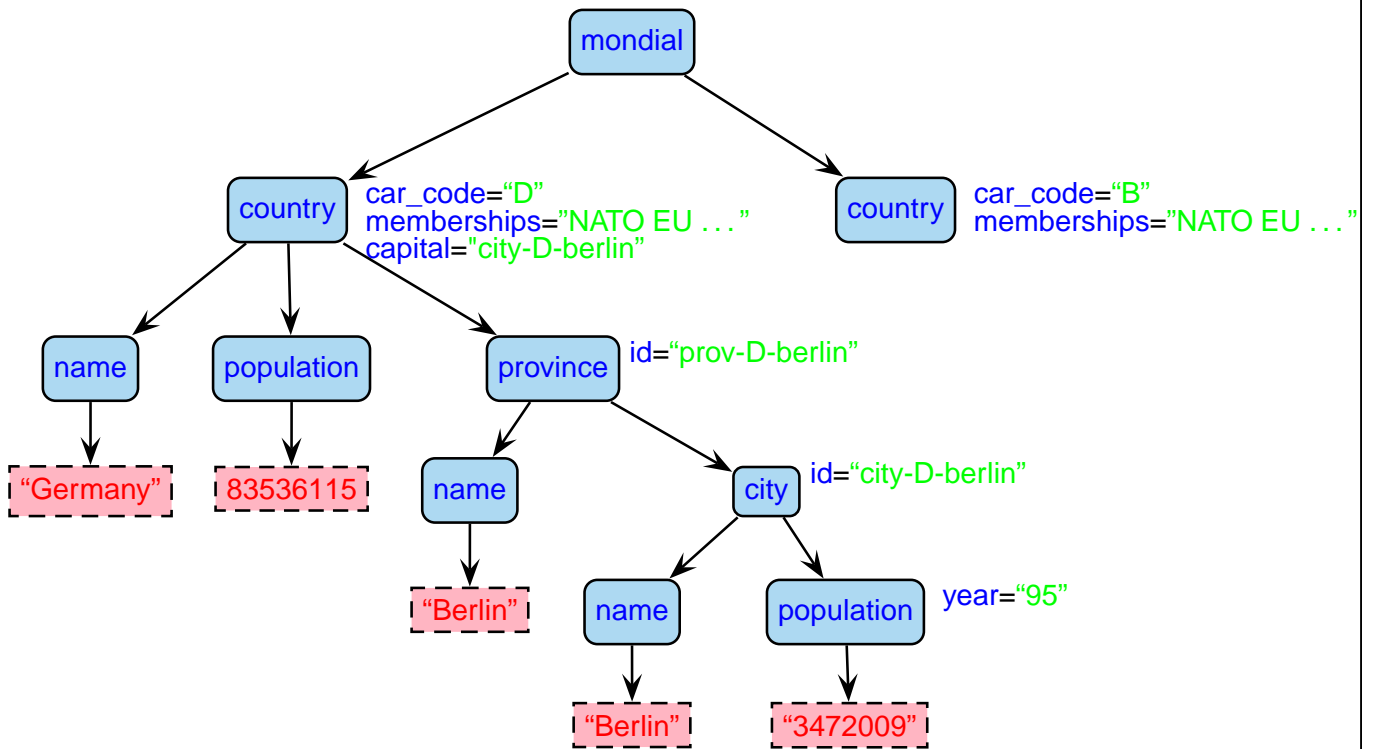 mondial
country
car_code=“D”
memberships=”NATO EU . . . ”
capital="city-D-berlin”
country
car_code=“B”
memberships=”NATO EU . . . ”
name
population
province
id=“prov-D-berlin”
“Germany”
83536115
name
city
id=“city-D-berlin”
“Berlin”
name
population
year=“95”
“Berlin”
“3472009”